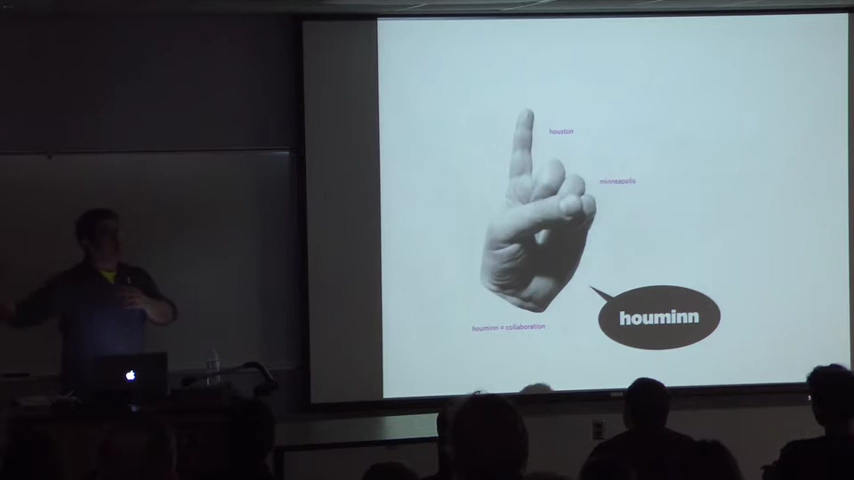 houston
minneapolis
houminn
houminn = collaboration